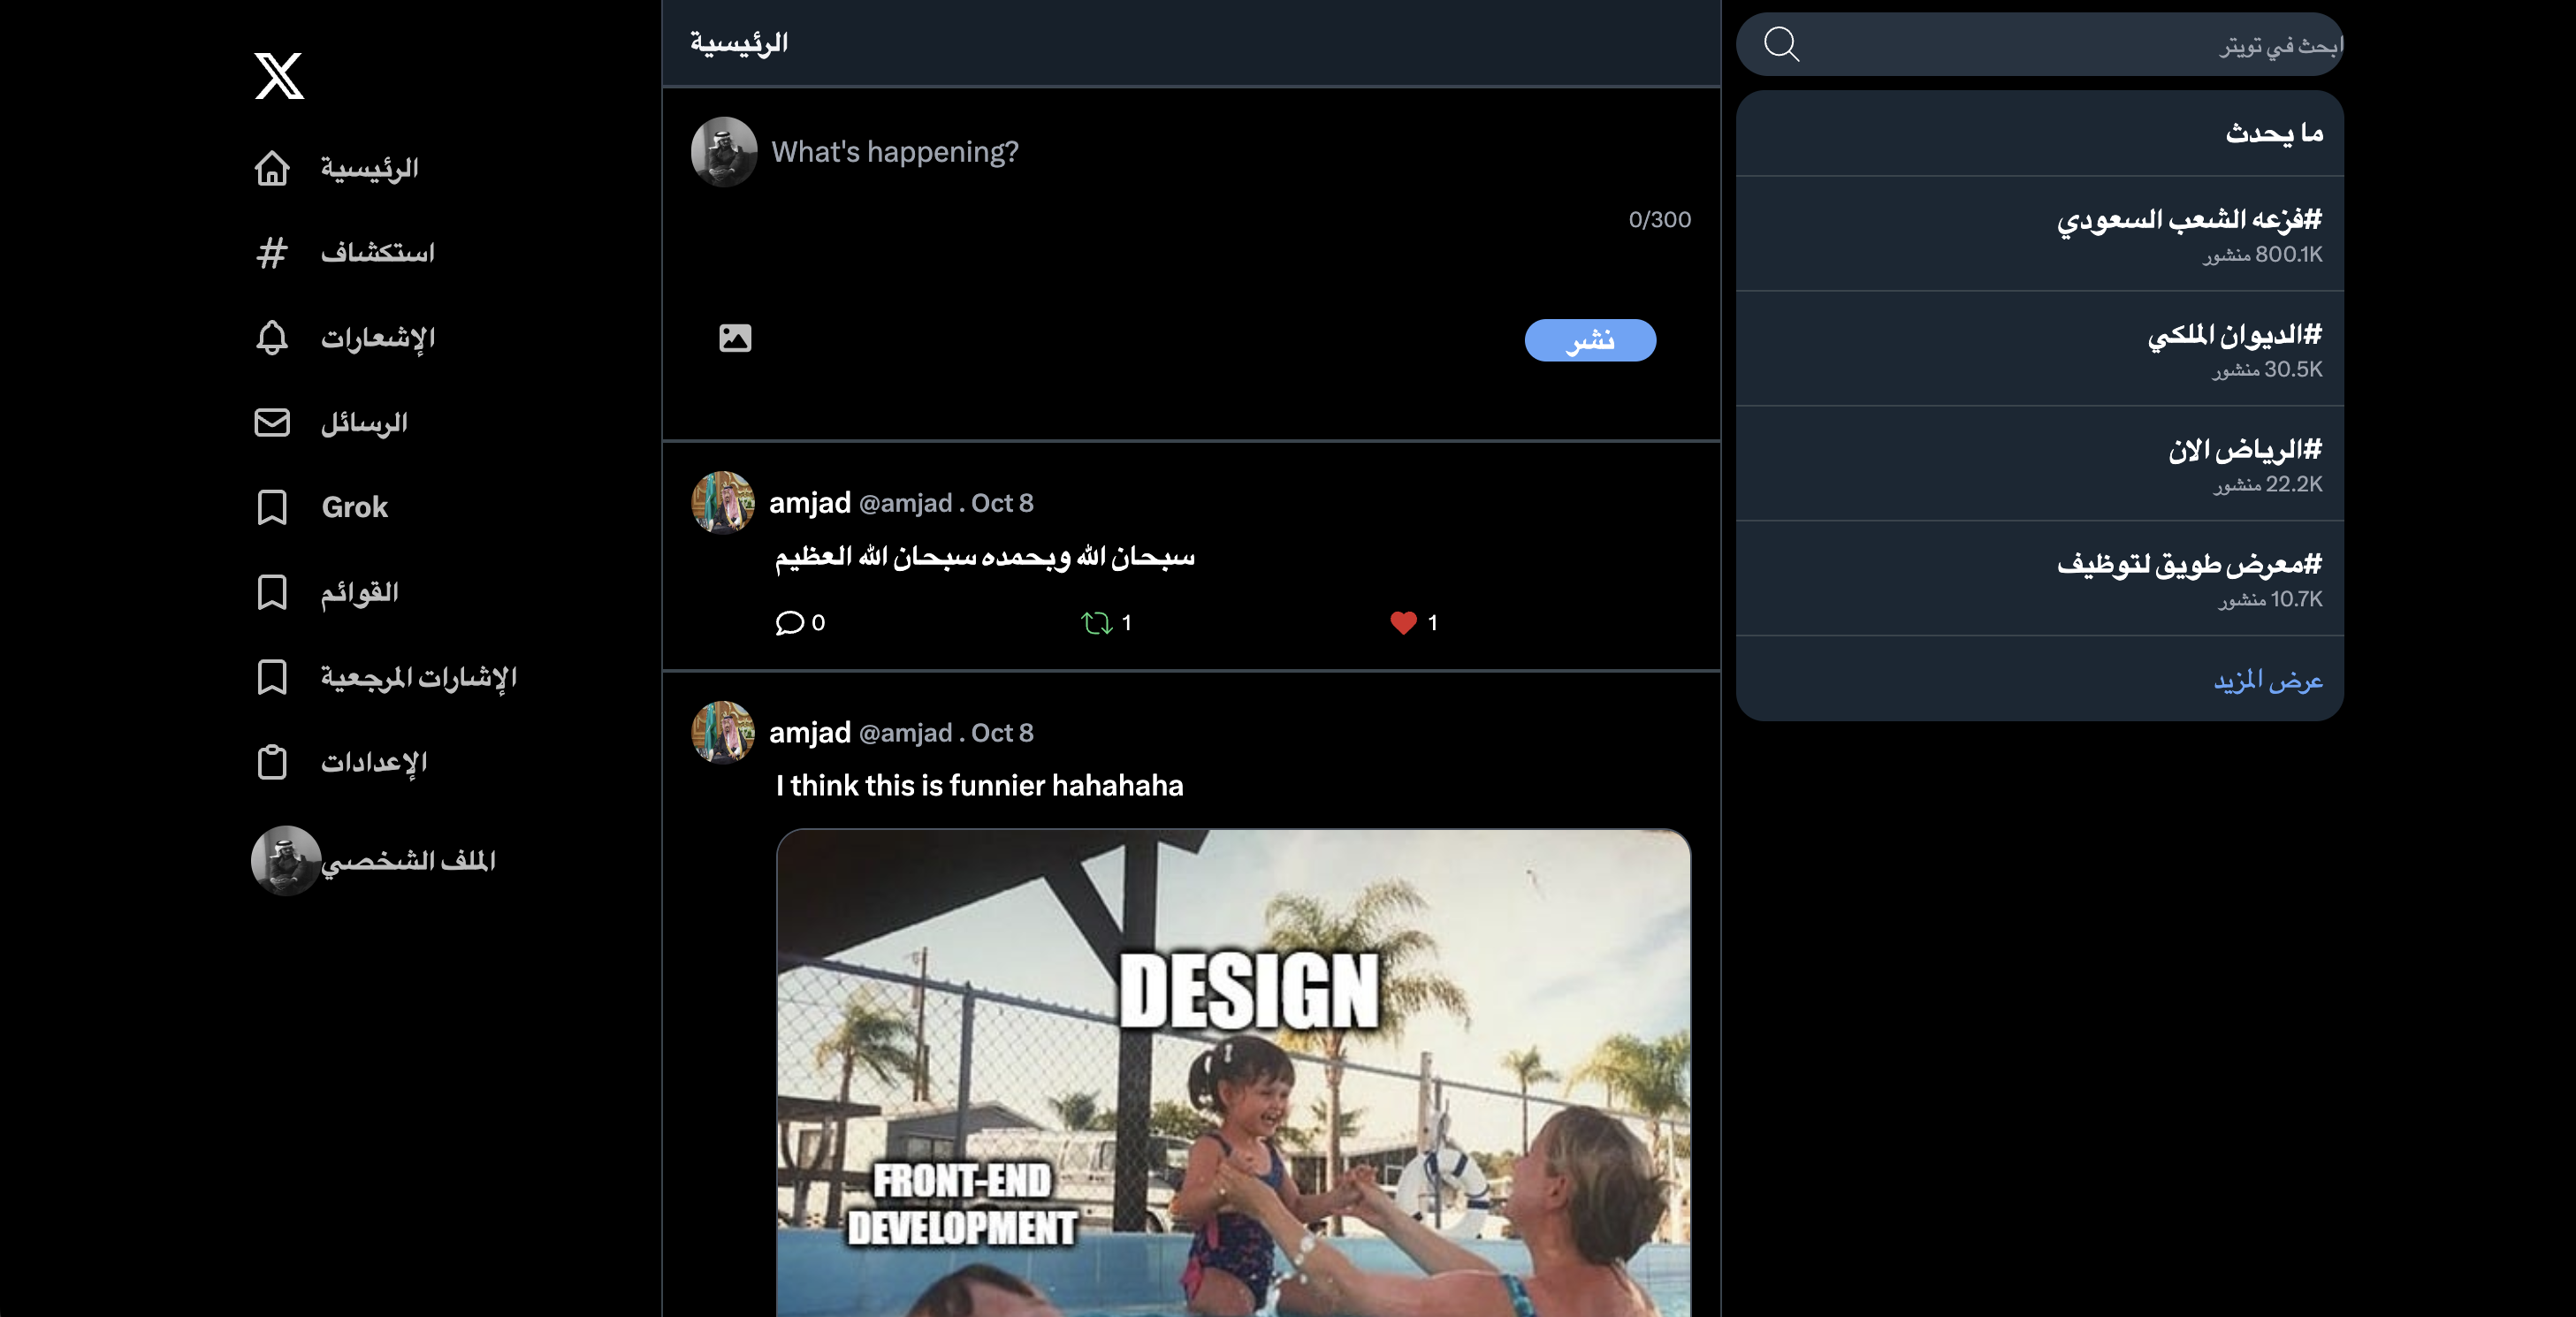 الرئيسية
استكشاف
الإشعارات
الرسائل
Grok
القوائم
الإشارات المرجعية
الإعدادات
الملف الشخصي
الرئيسية
What's happening?
0/300
نشر
amjad @amjad . Oct 8
سبحان الله وبحمده سبحان الله العظيم
0 1 1
amjad @amjad . Oct 8
I think this is funnier hahahaha
DESIGN
FRONT-END
DEVELOPMENT
ابحث في تويتر
ما يحدث
#فزعه الشعب السعودي
800.1K منشور
#الديوان الملكي
30.5K منشور
#الرياض الان
22.2K منشور
#معرض طويق لتوظيف
10.7K منشور
عرض المزيد